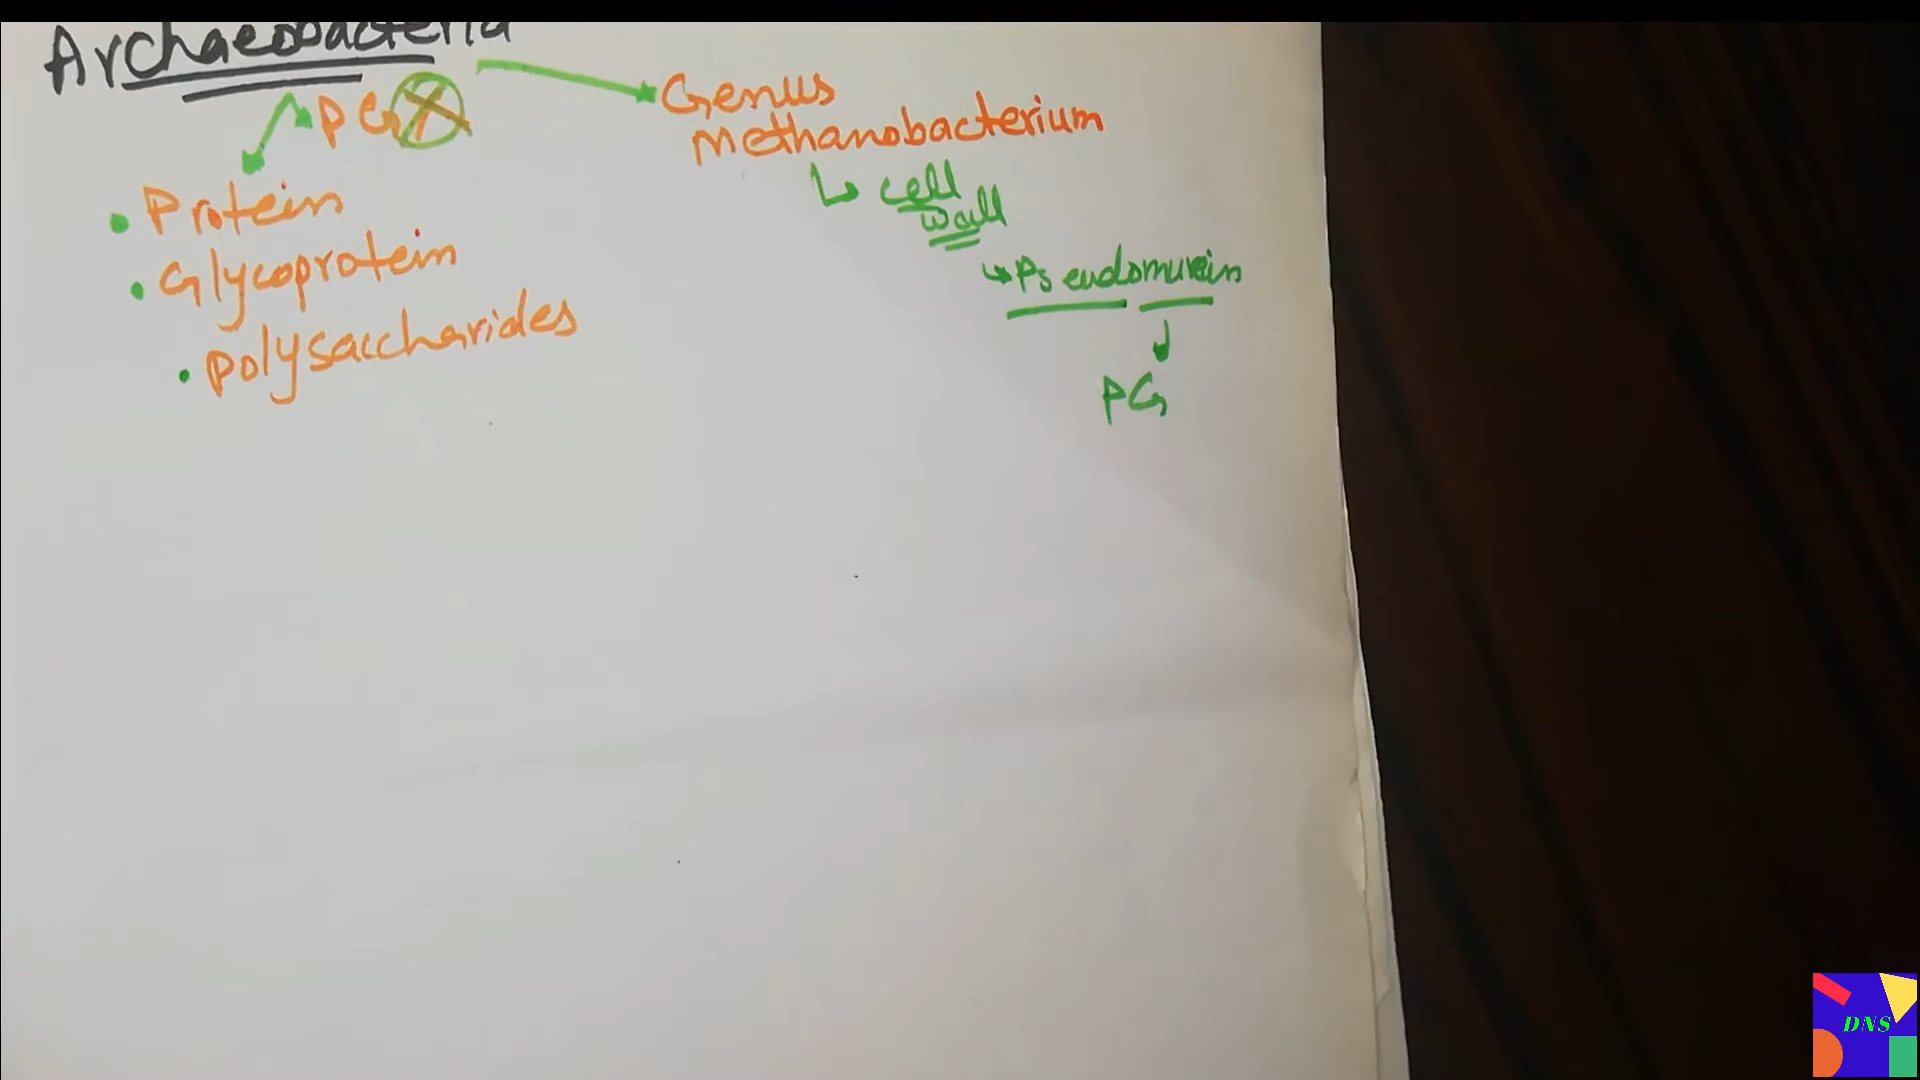 Archaeobacteria
PG X
Genus
Methanobacterium
cell
wall
Pseudomurein
PG
• Protein
• Glycoprotein
• Polysaccharides
DNS